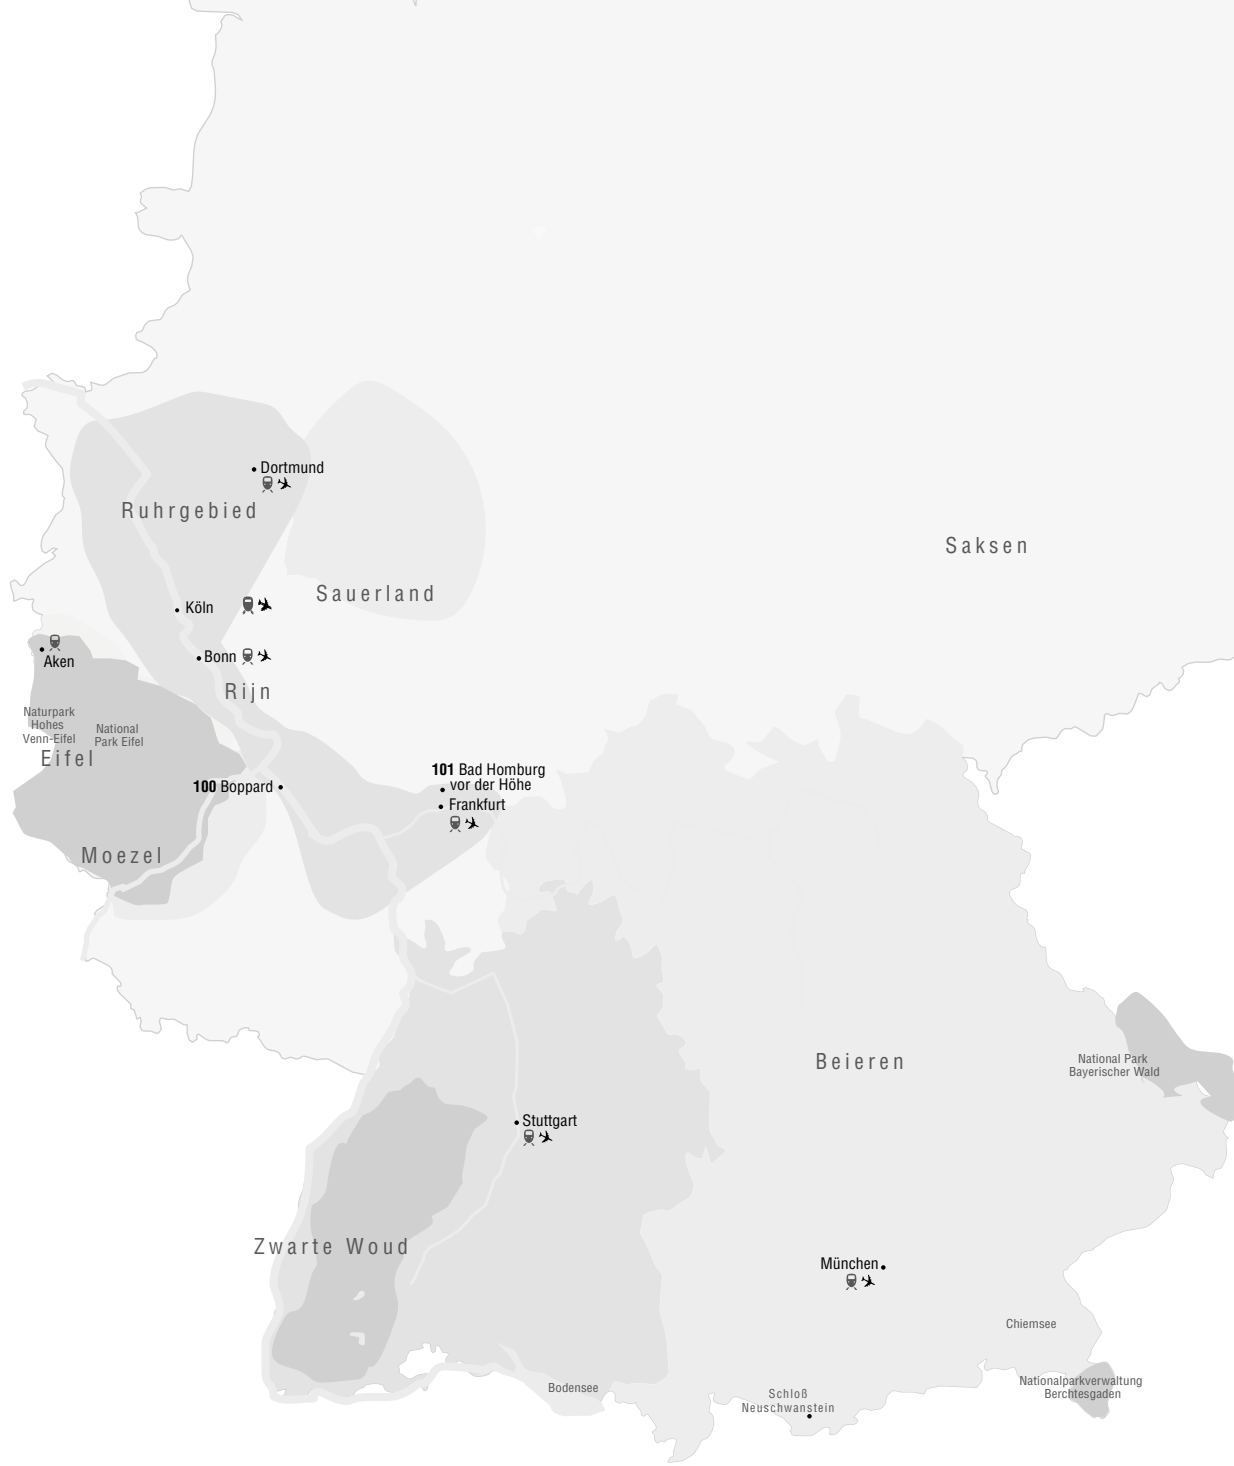 Dortmund
Ruhrgebied
Saksen
Sauerland
Köln
Bonn
Aken
Rijn
Naturpark
Hohes
Venn-Eifel
National
Park Eifel
Eifel
101 Bad Homburg
vor der Höhe
100 Boppard
Frankfurt
Moezel
Beieren
National Park
Bayerischer Wald
Stuttgart
Zwarte Woud
München
Chiemsee
Nationalparkverwaltung
Berchtesgaden
Bodensee
Schloß
Neuschwanstein